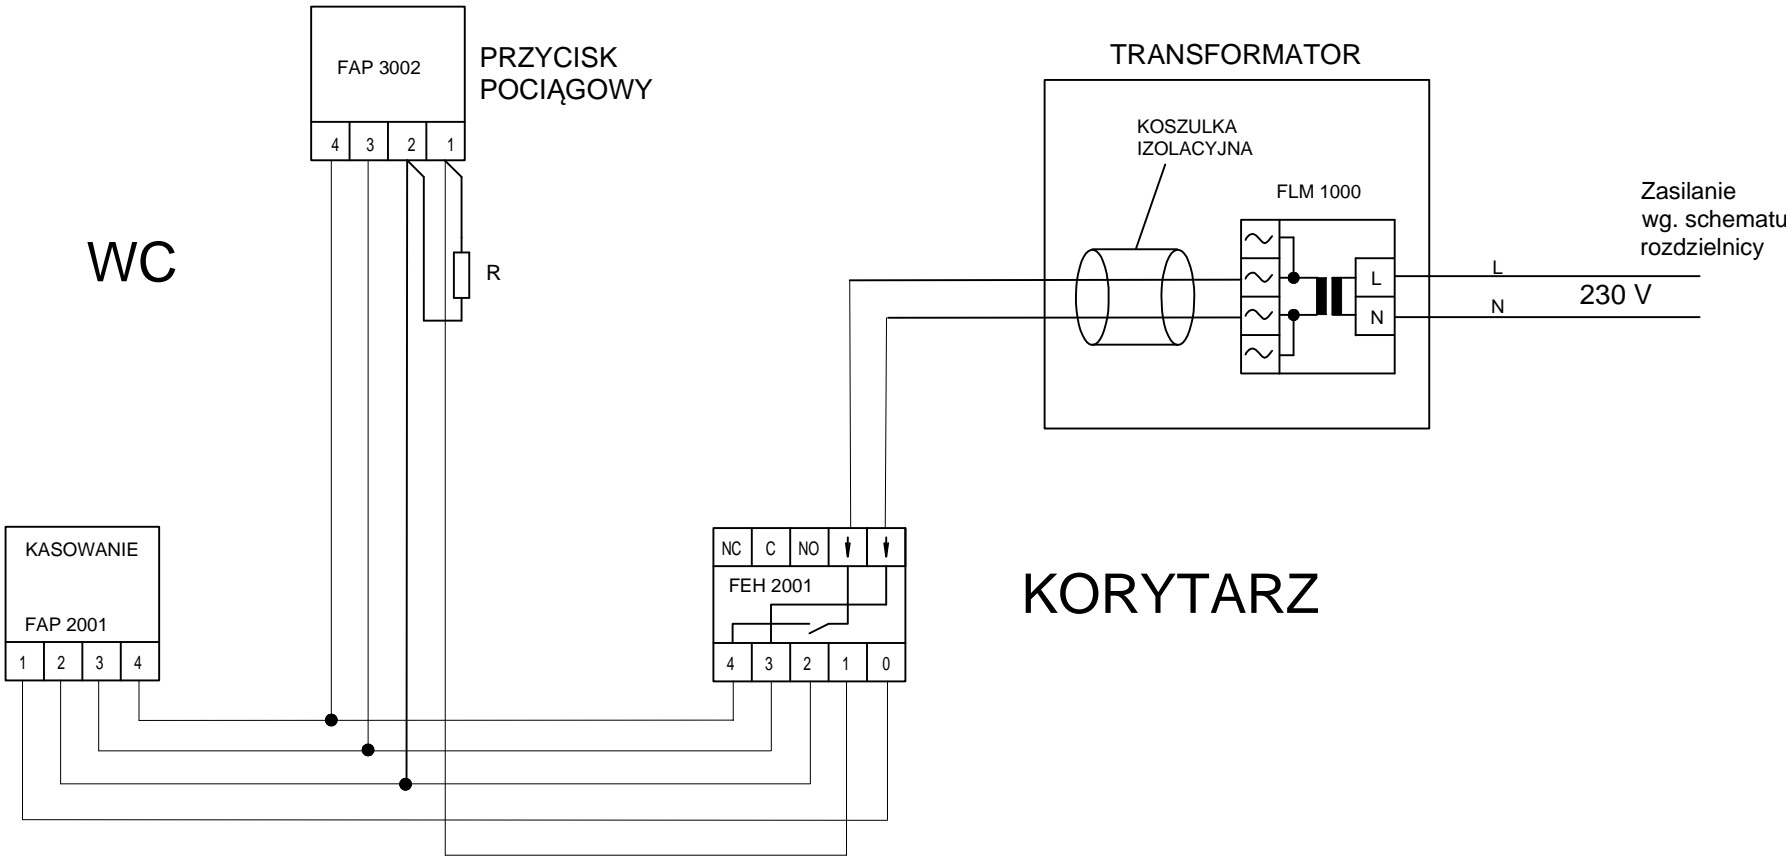 FAP 3002
PRZYCISK
POCIĄGOWY
4 3 2 1
R
WC
TRANSFORMATOR
KOSZULKA
IZOLACYJNA
FLM 1000
L
N
L
N
230 V
Zasilanie
wg. schematu
rozdzielnicy
KASOWANIE
FAP 2001
1 2 3 4
NC C NO
FEH 2001
4 3 2 1 0
KORYTARZ